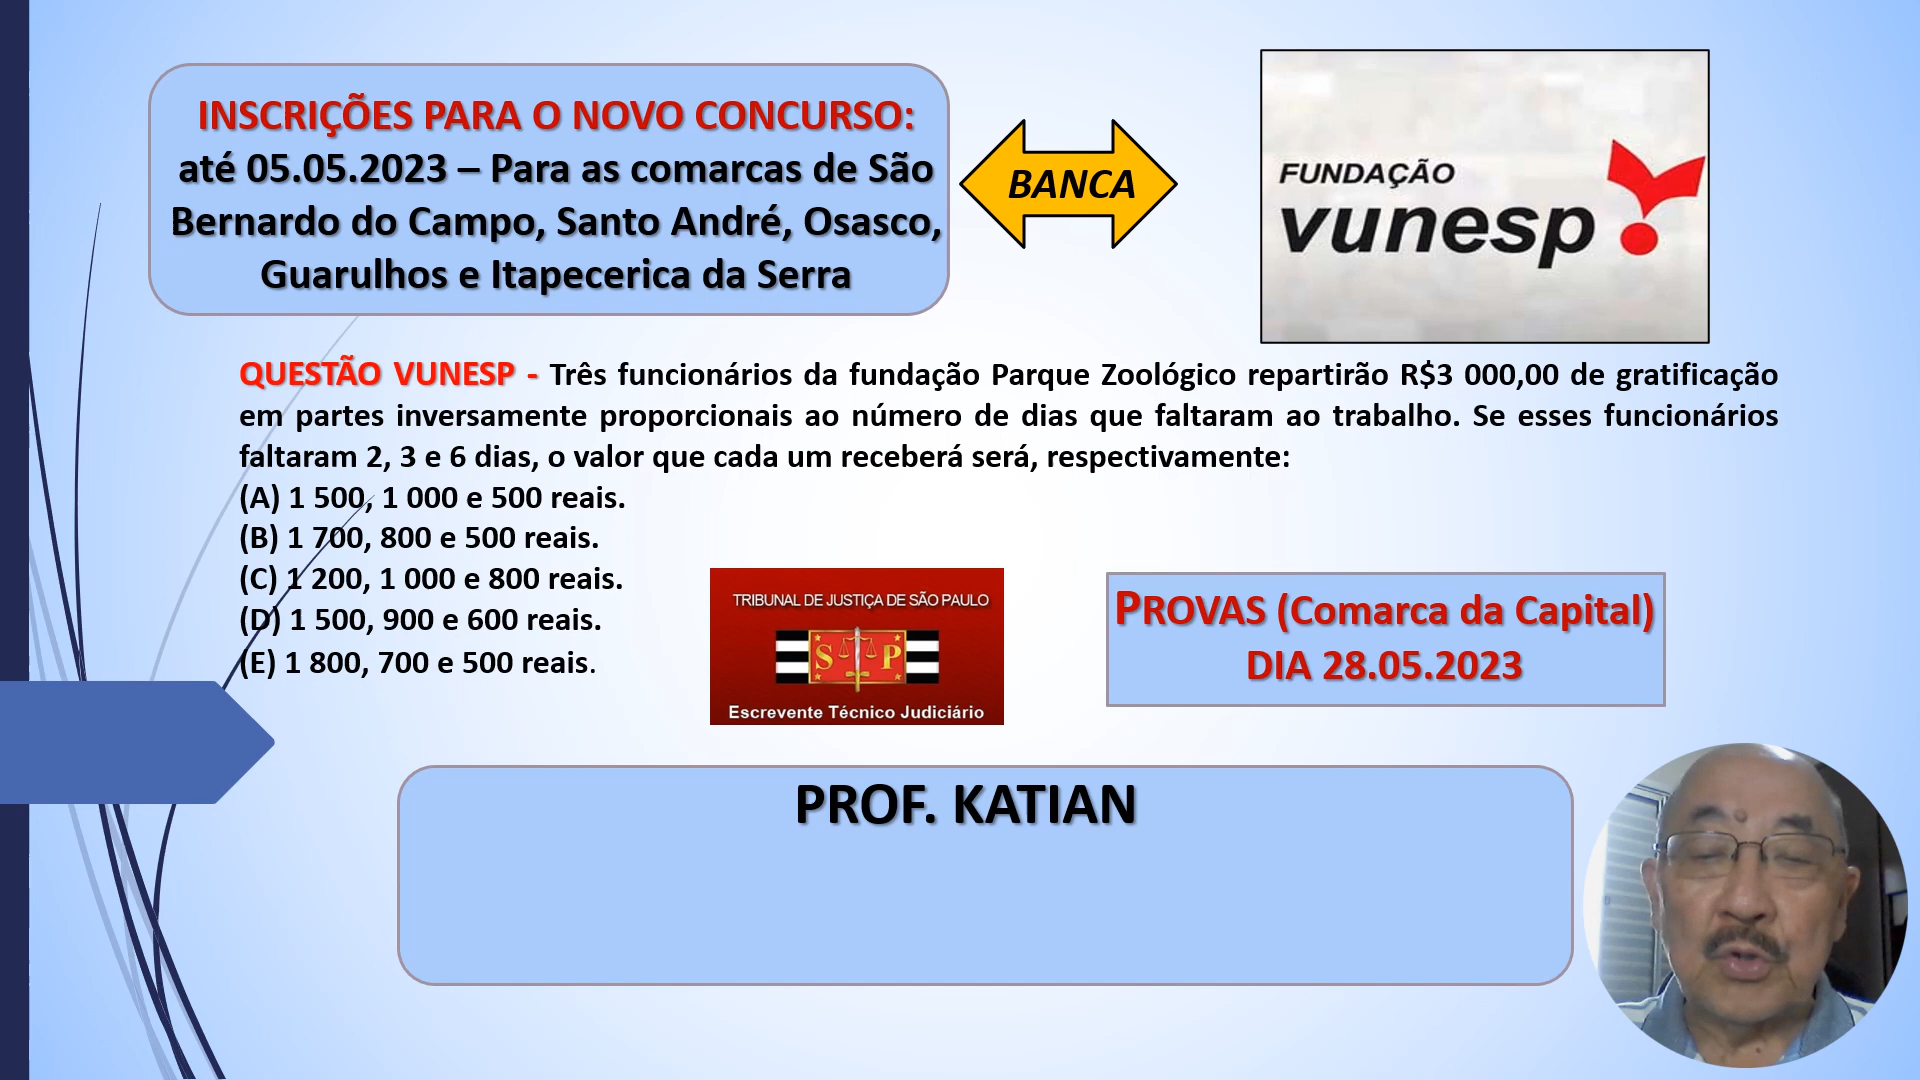 INSCRIÇÕES PARA O NOVO CONCURSO:
até 05.05.2023 – Para as comarcas de São
Bernardo do Campo, Santo André, Osasco,
Guarulhos e Itapecerica da Serra
BANCA
FUNDAÇÃO
vunesp
QUESTÃO VUNESP - Três funcionários da fundação Parque Zoológico repartirão R$3 000,00 de gratificação
em partes inversamente proporcionais ao número de dias que faltaram ao trabalho. Se esses funcionários
faltaram 2, 3 e 6 dias, o valor que cada um receberá será, respectivamente:
(A) 1 500, 1 000 e 500 reais.
(B) 1 700, 800 e 500 reais.
(C) 1 200, 1 000 e 800 reais.
(D) 1 500, 900 e 600 reais.
(E) 1 800, 700 e 500 reais.
TRIBUNAL DE JUSTIÇA DE SÃO PAULO
S P
Escrevente Técnico Judiciário
PROVAS (Comarca da Capital)
DIA 28.05.2023
PROF. KATIAN